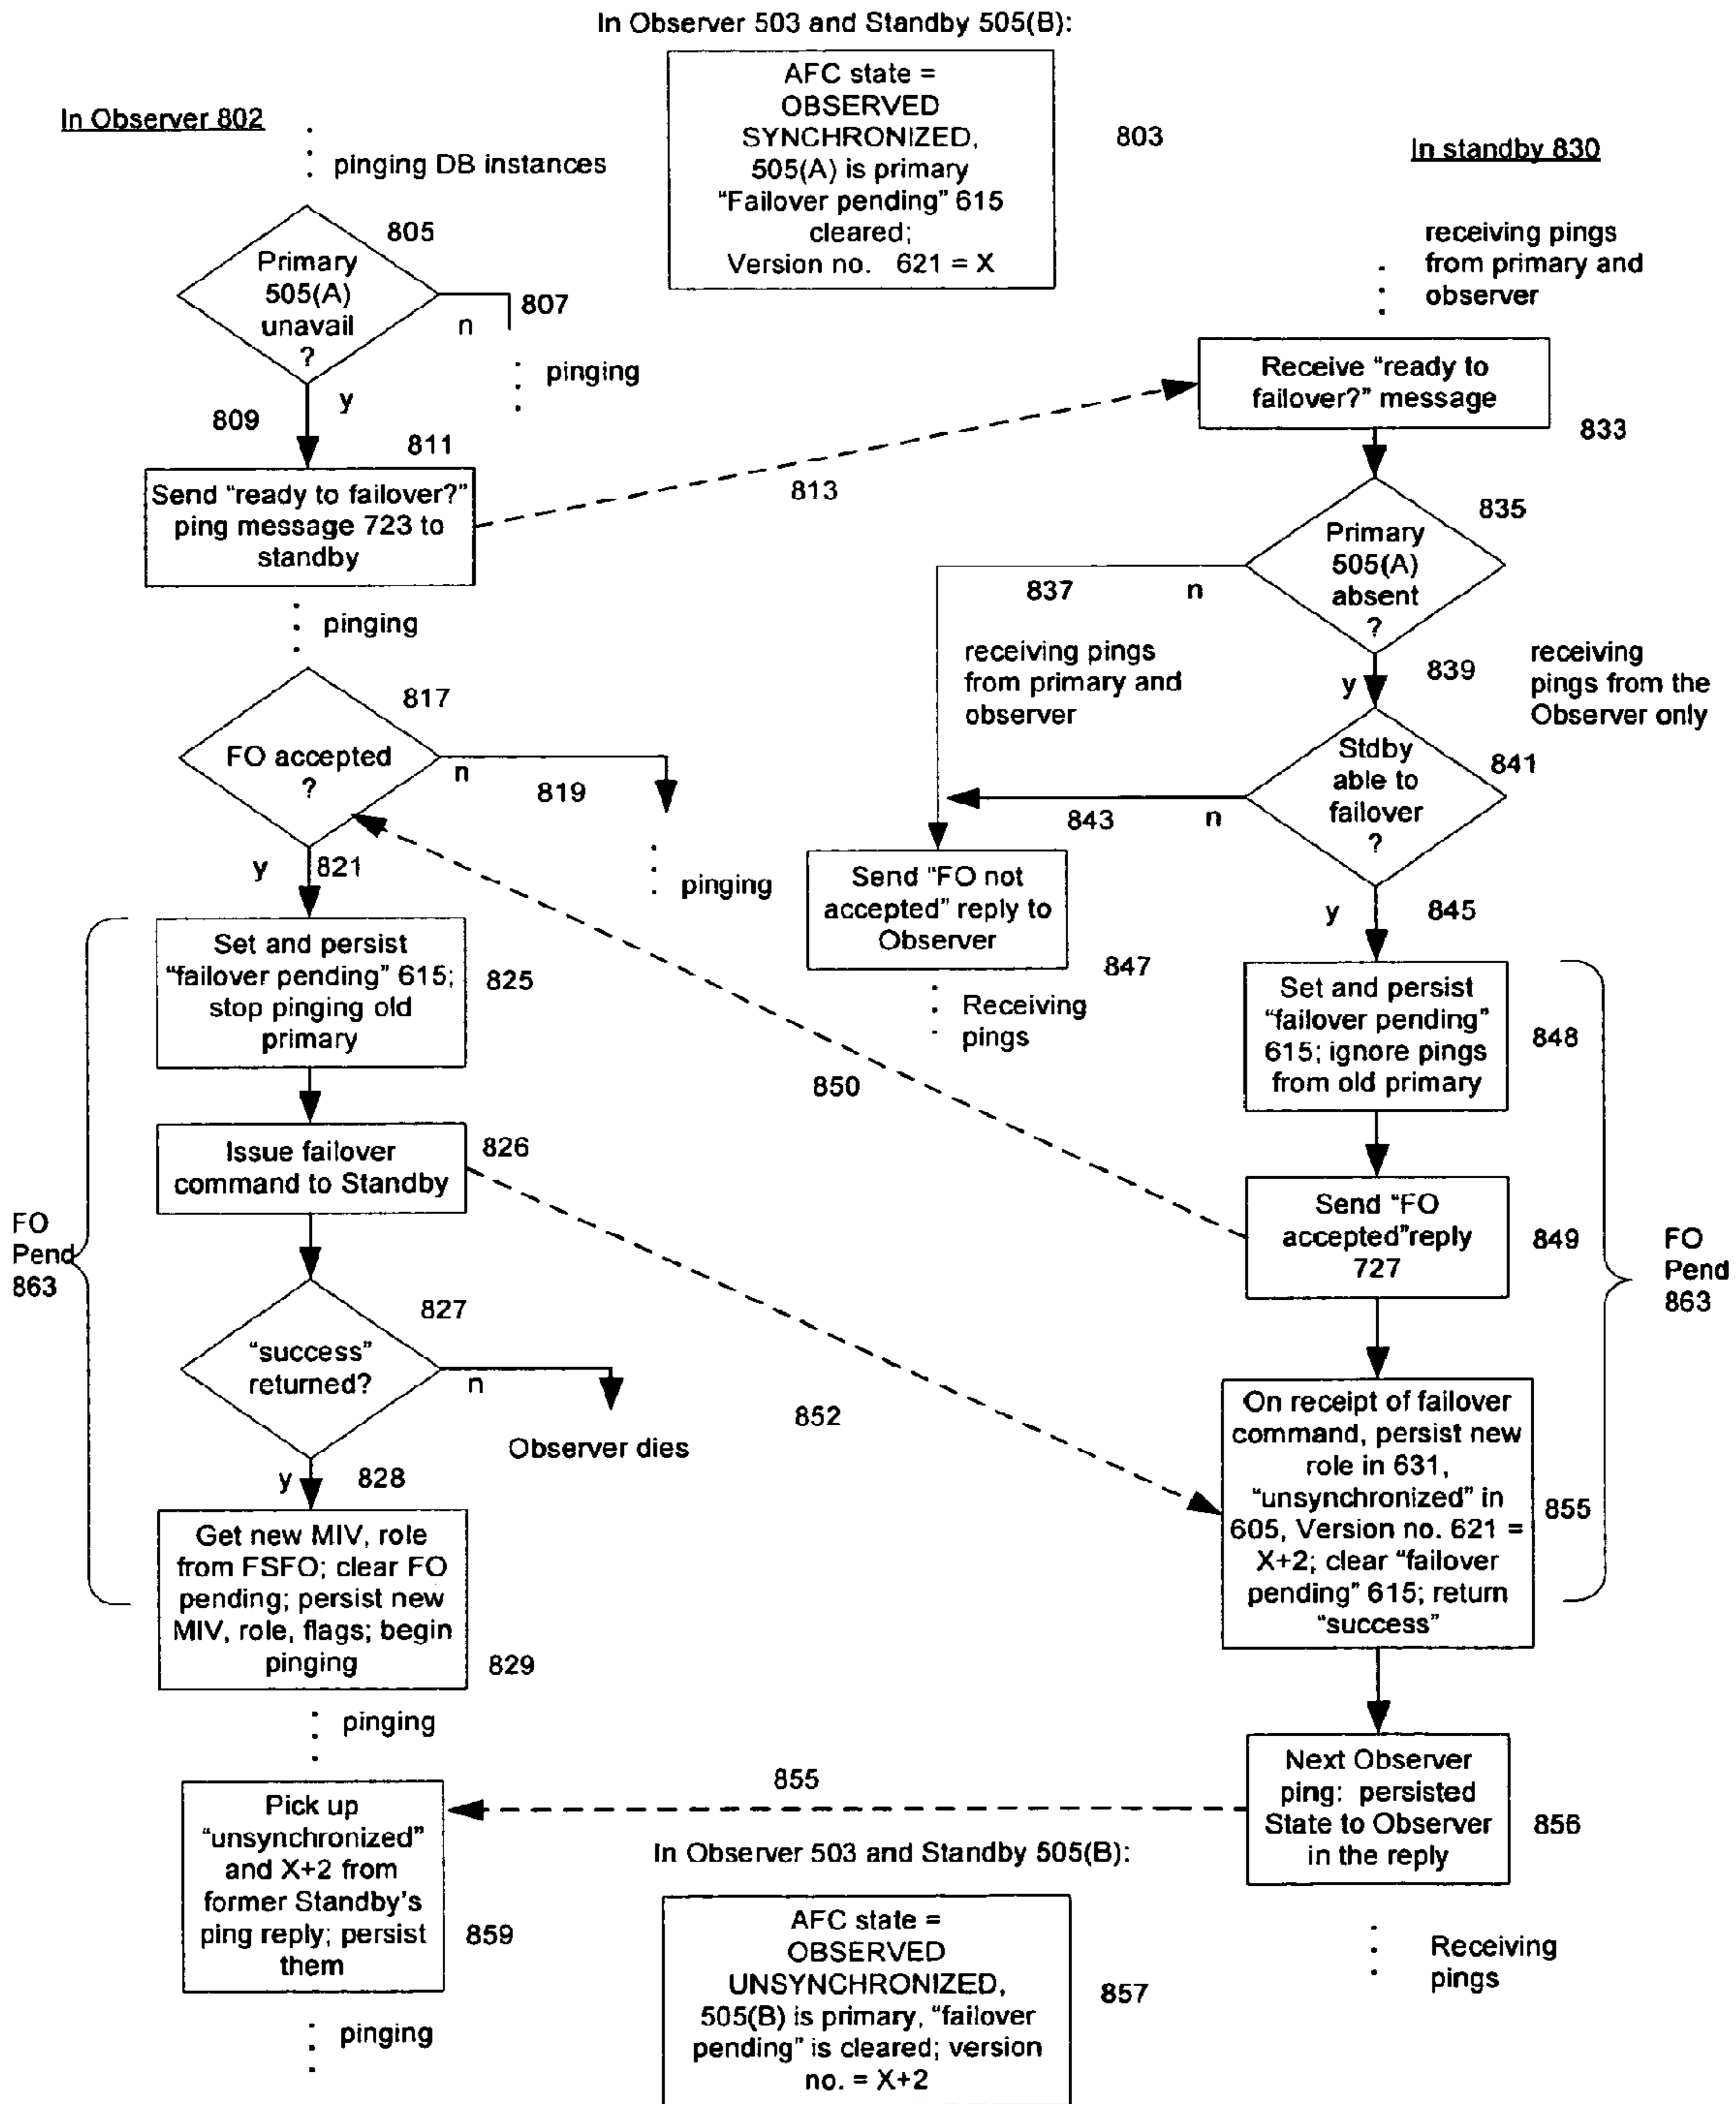 In Observer 503 and Standby 505(B):
AFC state =
OBSERVED
SYNCHRONIZED,
505(A) is primary
“Failover pending” 615
cleared;
Version no. 621 = X
803
In Observer 802
pinging DB instances
805
Primary
505(A)
unavail
?
n
807
pinging
y
809
811
Send “ready to failover?”
ping message 723 to
standby
813
pinging
817
FO accepted
?
n
819
pinging
y
821
Set and persist
“failover pending” 615;
stop pinging old
primary
825
Issue failover
command to Standby
826
FO
Pend
863
827
“success”
returned?
n
Observer dies
y
828
Get new MIV, role
from FSFO; clear FO
pending; persist new
MIV, role, flags; begin
pinging
829
pinging
Pick up
“unsynchronized”
and X+2 from
former Standby's
ping reply; persist
them
859
pinging
In standby 830
receiving pings
from primary and
observer
Receive “ready to
failover?” message
833
835
Primary
505(A)
absent
?
837
n
receiving pings
from primary and
observer
y
839
receiving
pings from the
Observer only
Stdby
able to
failover
?
841
843
n
Send “FO not
accepted” reply to
Observer
847
Receiving
pings
y
845
Set and persist
“failover pending”
615; ignore pings
from old primary
848
850
Send “FO
accepted”reply
727
849
FO
Pend
863
852
On receipt of failover
command, persist new
role in 631,
“unsynchronized” in
605, Version no. 621 =
X+2; clear “failover
pending” 615; return
“success”
855
Next Observer
ping: persisted
State to Observer
in the reply
856
855
Receiving
pings
In Observer 503 and Standby 505(B):
AFC state =
OBSERVED
UNSYNCHRONIZED,
505(B) is primary, “failover
pending” is cleared; version
no. = X+2
857